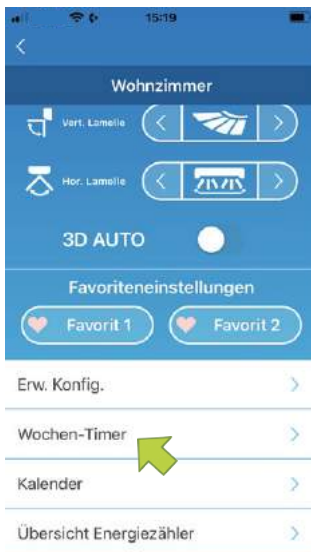 15:19
Wohnzimmer
Vert. Lamelle
Hor. Lamelle
3D AUTO
Favoriteneinstellungen
Favorit 1 Favorit 2
Erw. Konfig.
Wochen-Timer
Kalender
Übersicht Energiezähler